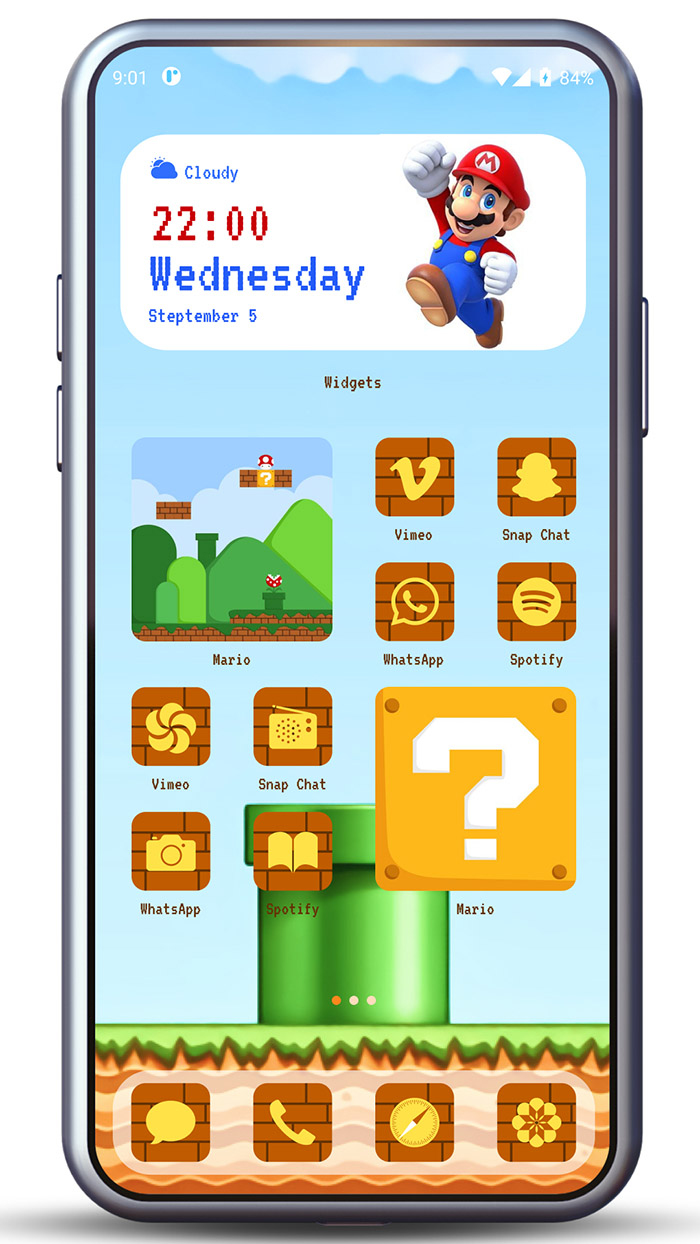 9:01 84%
Cloudy
22:00
Wednesday
Steptember 5
Widgets
Vimeo Snap Chat
Mario WhatsApp Spotify
Vimeo Snap Chat
WhatsApp Spotify Mario